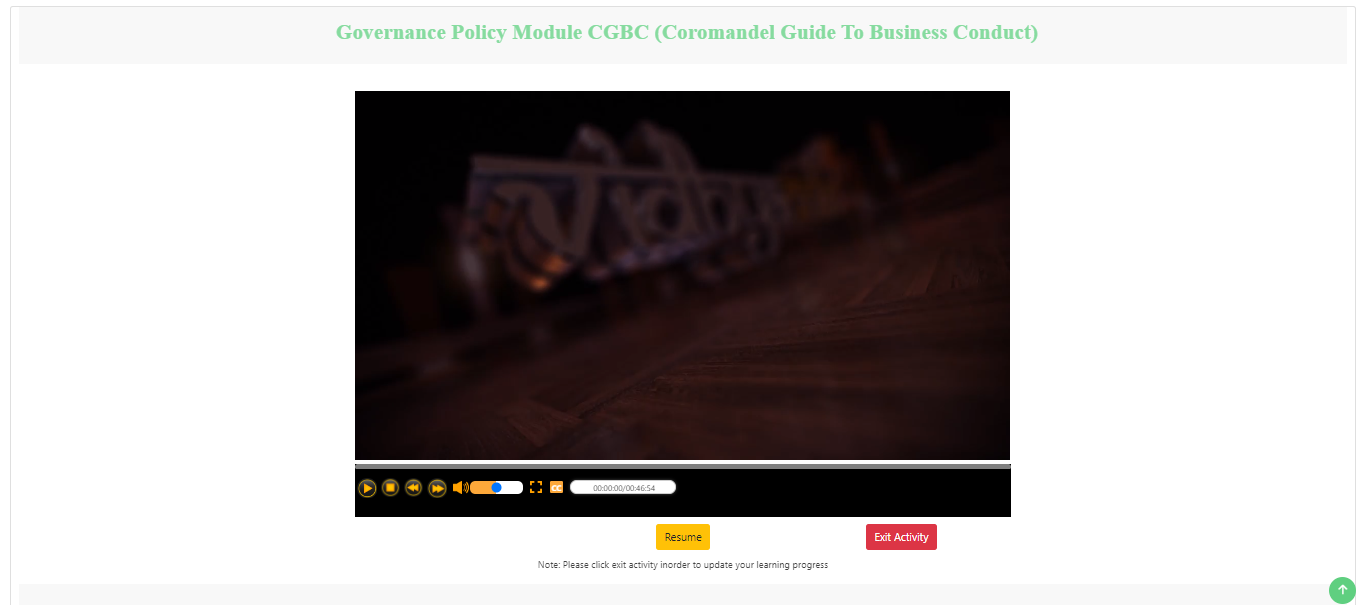 Governance Policy Module CGBC (Coromandel Guide To Business Conduct)
CC
00:00:00/00:46:54
Resume
Exit Activity
Note: Please click exit activity inorder to update your learning progress